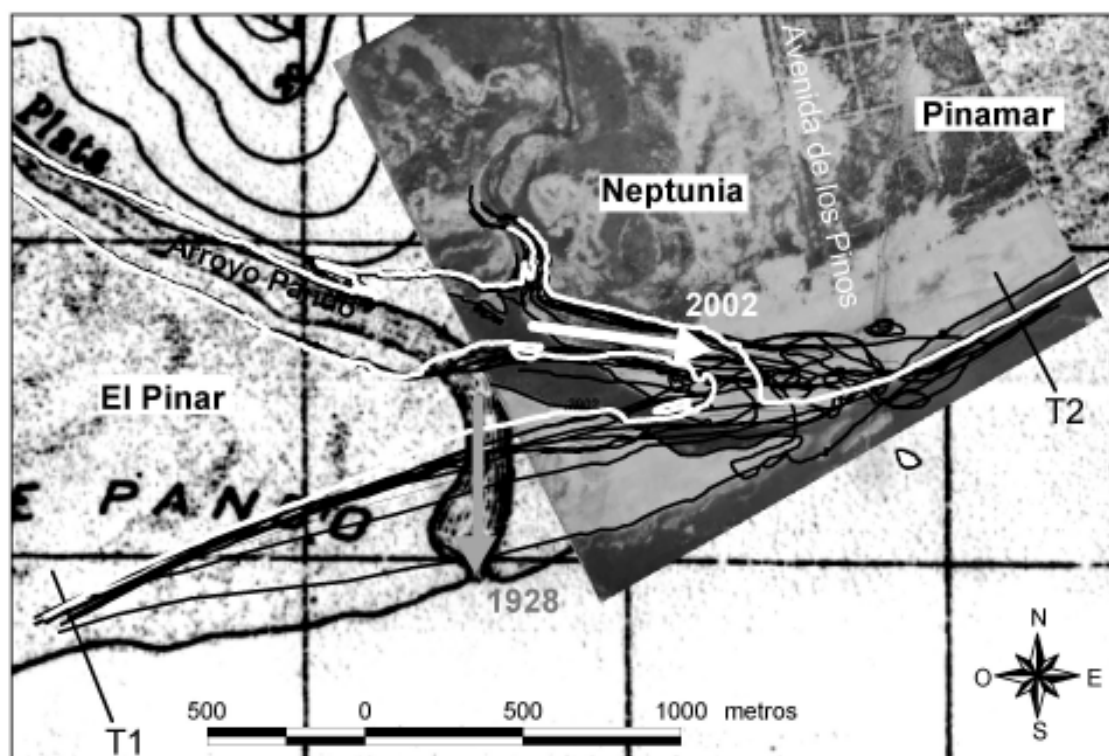 Plata
Arroyo Pando
Avenida de los Pinos
Pinamar
Neptunia
2002
El Pinar
2002
T2
E PANDO
1928
N
O E
S
500 0 500 1000 metros
T1